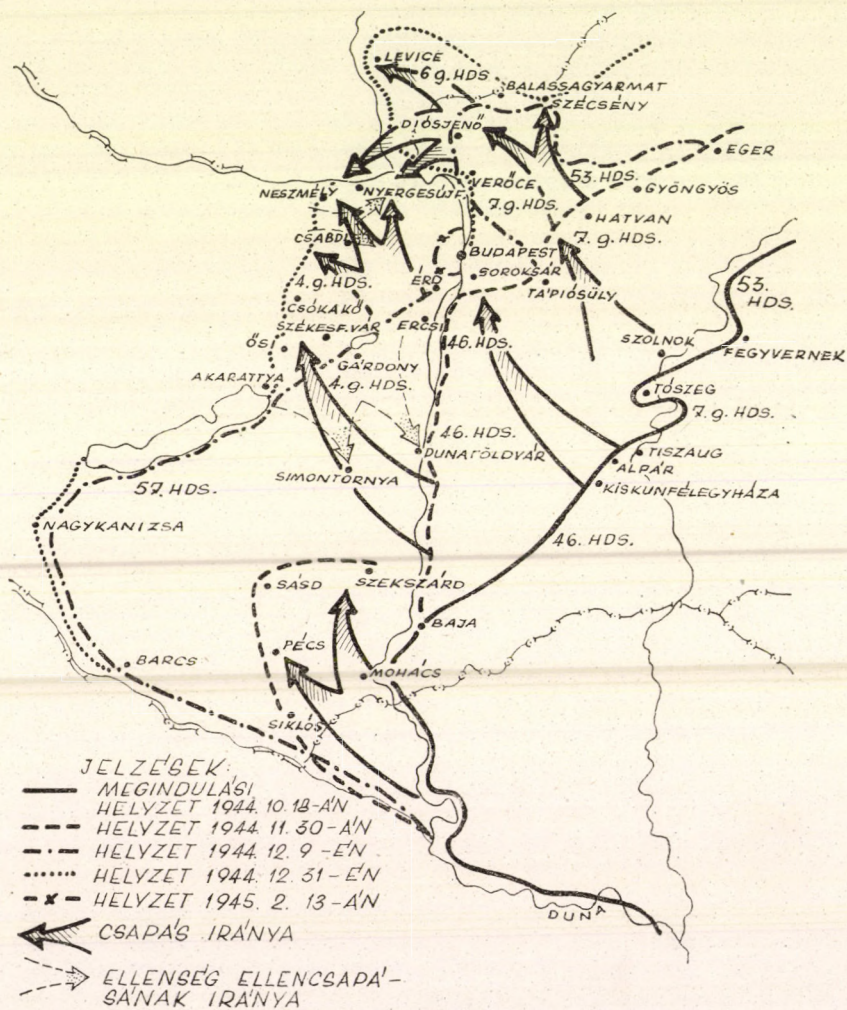 LEVICE
6 g. HDS
BALASSAGYARMAT
SZÉCSÉNY
DIÓSJENŐ
EGER
53. HDS.
NESZMÉLY
NYERGESÚJF.
VERŐCE
GYÖNGYÖS
7. g. HDS.
HATVAN
7. g. HDS.
CSABDI
BUDAPEST
4. g. HDS.
ÉRD
SOROKSÁR
TÁPIÓSÜLY
53. HDS.
CSÓKAKŐ
SZÉKESF.VÁR
ERCSI
46. HDS.
SZOLNOK
FEGYVERNEK
ŐSI
GÁRDONY
AKARATTYA
4. g. HDS.
TÓSZEG
7. g. HDS.
46. HDS.
DUNAFÖLDVÁR
TISZAUG
ALPÁR
SIMONTORNYA
KISKUNFÉLEGYHÁZA
57. HDS.
NAGYKANIZSA
46. HDS.
SÁSD
SZEKSZÁRD
BAJA
PÉCS
BARCS
MOHÁCS
SIKLÓS
JELZÉSEK:
MEGINDULÁSI
HELYZET 1944. 10. 18-ÁN
HELYZET 1944. 11. 30-ÁN
HELYZET 1944. 12. 9-ÉN
HELYZET 1944. 12. 31-ÉN
HELYZET 1945. 2. 13-ÁN
DUNA
CSAPÁS IRÁNYA
ELLENSÉG ELLENCSAPÁ-
SÁNAK IRÁNYA